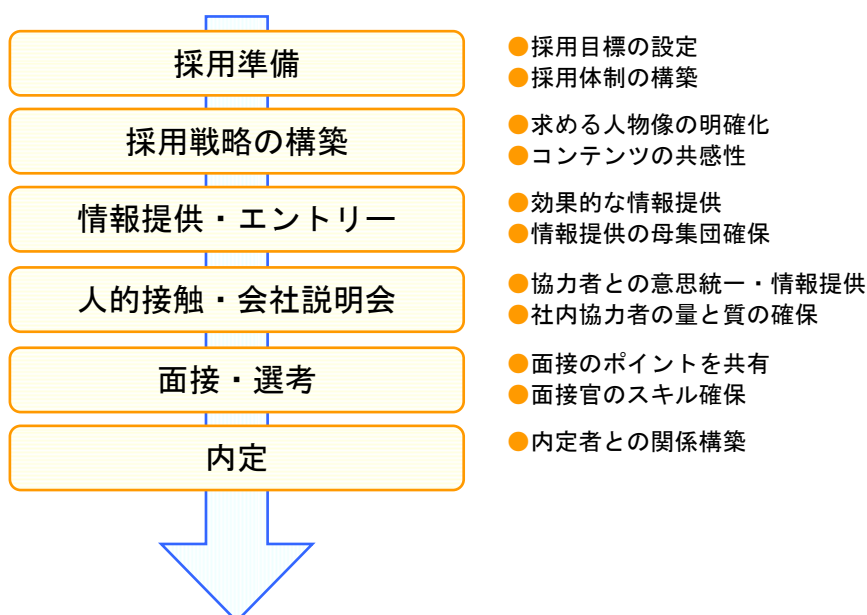 採用準備
●採用目標の設定
●採用体制の構築
採用戦略の構築
●求める人物像の明確化
●コンテンツの共感性
情報提供・エントリー
●効果的な情報提供
●情報提供の母集団確保
人的接触・会社説明会
●協力者との意思統一・情報提供
●社内協力者の量と質の確保
面接・選考
●面接のポイントを共有
●面接官のスキル確保
内定
●内定者との関係構築